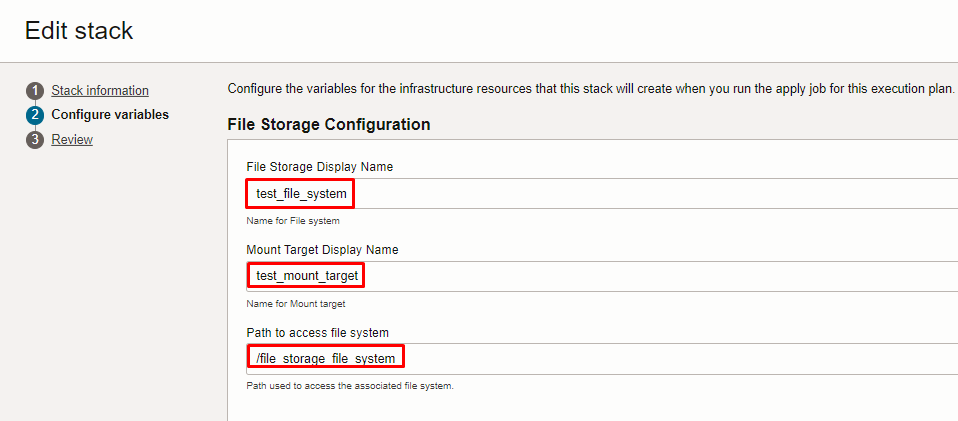 Edit stack
1 Stack information
2 Configure variables
3 Review
Configure the variables for the infrastructure resources that this stack will create when you run the apply job for this execution plan.
File Storage Configuration
File Storage Display Name
test_file_system
Name for File system
Mount Target Display Name
test_mount_target
Name for Mount target
Path to access file system
/file_storage_file_system
Path used to access the associated file system.